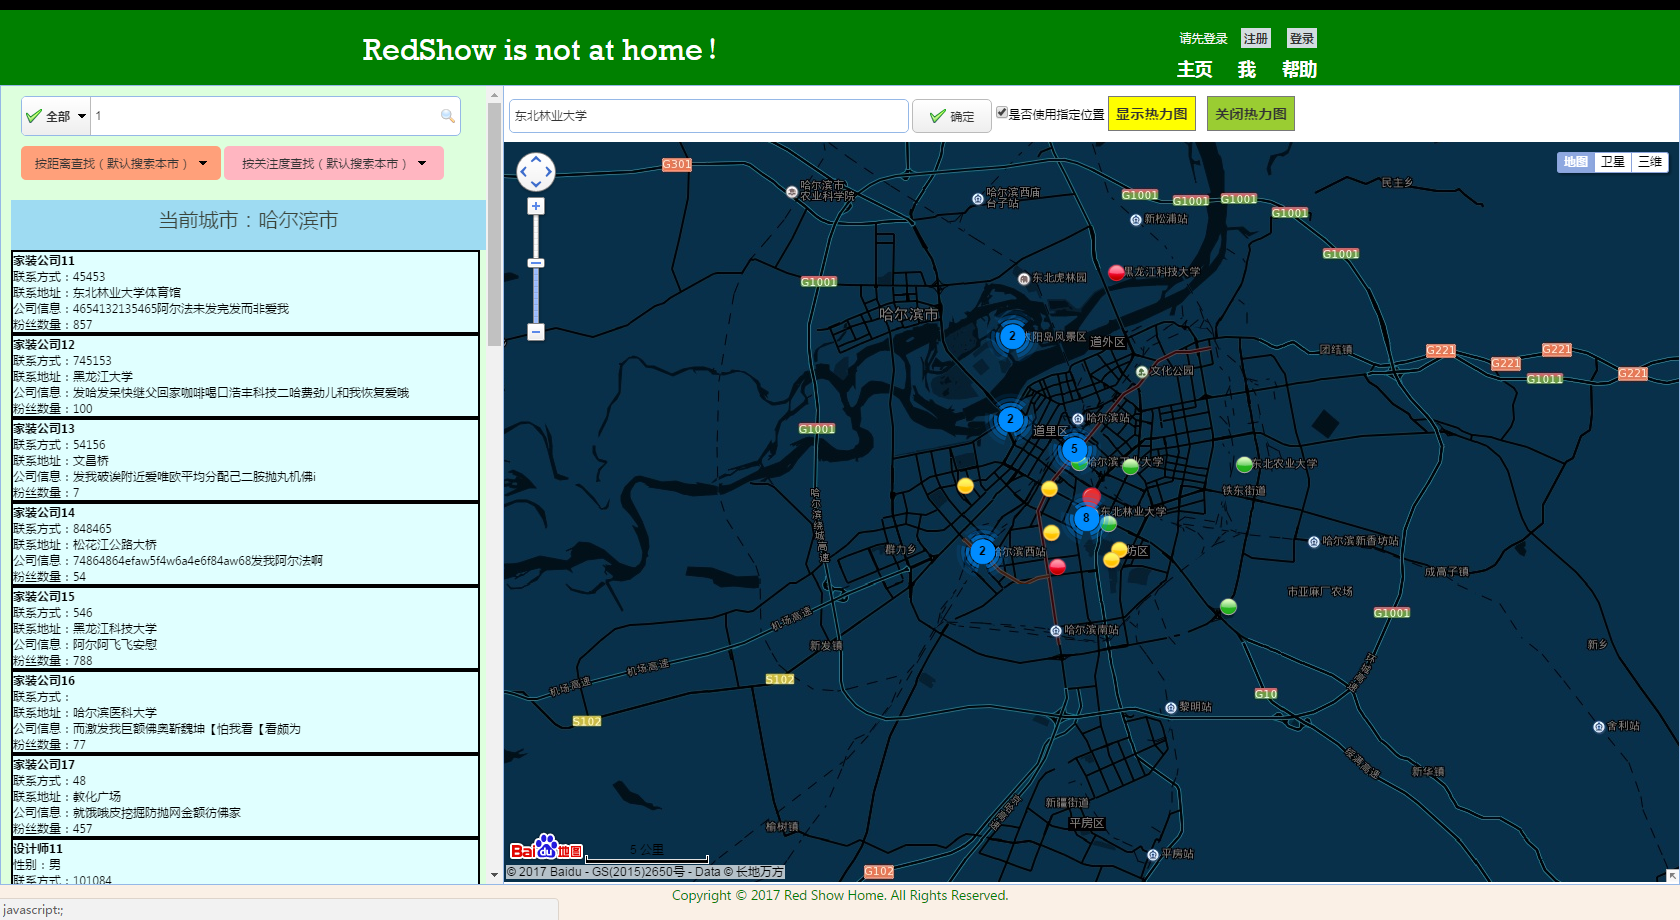 RedShow is not at home!
请先登录 注册 登录
主页 我 帮助
全部 1
按距离查找（默认搜索本市） 按关注度查找（默认搜索本市）
当前城市：哈尔滨市
家装公司11
联系方式：45453
联系地址：东北林业大学体育馆
公司信息：4654132135465阿尔法未发完发而非爱我
粉丝数量：857
家装公司12
联系方式：745153
联系地址：黑龙江大学
公司信息：发哈发呆快继父回家咖啡喝口洁丰科技二哈费劲儿和我恢复爱哦
粉丝数量：100
家装公司13
联系方式：54156
联系地址：文昌桥
公司信息：发我破诶附近爱唯欧平均分配己二胺抛丸机佛i
粉丝数量：7
家装公司14
联系方式：848465
联系地址：松花江公路大桥
公司信息：74864864efaw5f4w6a4e6f84aw68发我阿尔法啊
粉丝数量：54
家装公司15
联系方式：546
联系地址：黑龙江科技大学
公司信息：阿尔阿飞飞安慰
粉丝数量：788
家装公司16
联系方式：
联系地址：哈尔滨医科大学
公司信息：而激发我巨额佛奥靳魏坤【怕我看【看颇为
粉丝数量：77
家装公司17
联系方式：48
联系地址：教化广场
公司信息：就饿哦皮挖掘防抛网金额彷佛家
粉丝数量：457
设计师11
性别：男
联系方式：101084
东北林业大学 确定 是否使用指定位置 显示热力图 关闭热力图
地图 卫星 三维
G301
哈尔滨市
农业科学院
哈尔滨西庙
台子站
G1001
G1001
G1001
G1001
民主乡
新松浦站
G1001
东北虎林园
黑龙江科技大学
G1001
哈尔滨市
2
太阳岛风景区
道外区
团结镇
G221
G221
G221
G221
G1011
文化公园
2
哈尔滨站
道里区
G1001
5
哈尔滨工业大学
东北农业大学
铁东街道
哈尔滨绕城高速
东北林业大学
8
群力乡
2
哈尔滨西站
坊区
哈尔滨新香坊站
成高子镇
市亚麻厂农场
G1001
机场高速
哈尔滨南站
新发镇
新乡
机场高速
环城高速
机场高速
S102
G10
S102
黎明站
舍利站
绥满高速
新华镇
新疆街道
京哈高速
榆树镇
平房区
平房站
Baidu地图
5 公里
© 2017 Baidu - GS(2015)2650号 - Data © 长地万方
G102
Copyright © 2017 Red Show Home. All Rights Reserved.
javascript:;